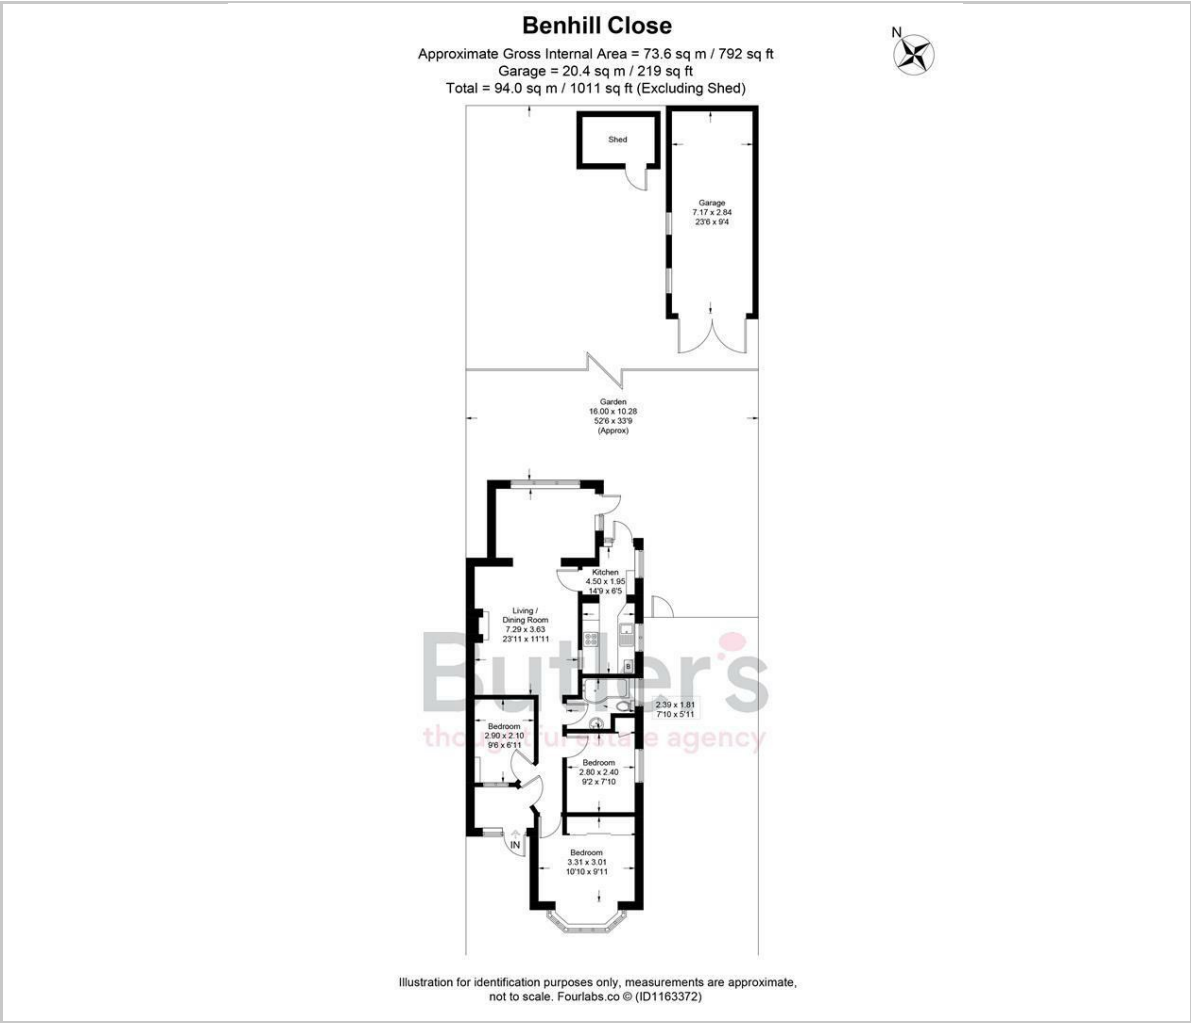 Benhill Close
Approximate Gross Internal Area = 73.6 sq m / 792 sq ft
Garage = 20.4 sq m / 219 sq ft
Total = 94.0 sq m / 1011 sq ft (Excluding Shed)
N
Shed
Garage
7.17 x 2.84
23'6 x 9'4
Garden
16.00 x 10.28
52'6 x 33'9
(Approx)
Kitchen
4.50 x 1.95
14'9 x 6'5
Living /
Dining Room
7.29 x 3.63
23'11 x 11'11
B
Butler's
thoughtful estate agency
2.39 x 1.81
7'10 x 5'11
Bedroom
2.90 x 2.10
9'6 x 6'11
Bedroom
2.80 x 2.40
9'2 x 7'10
IN
Bedroom
3.31 x 3.01
10'10 x 9'11
Illustration for identification purposes only, measurements are approximate,
not to scale. Fourlabs.co © (ID1163372)